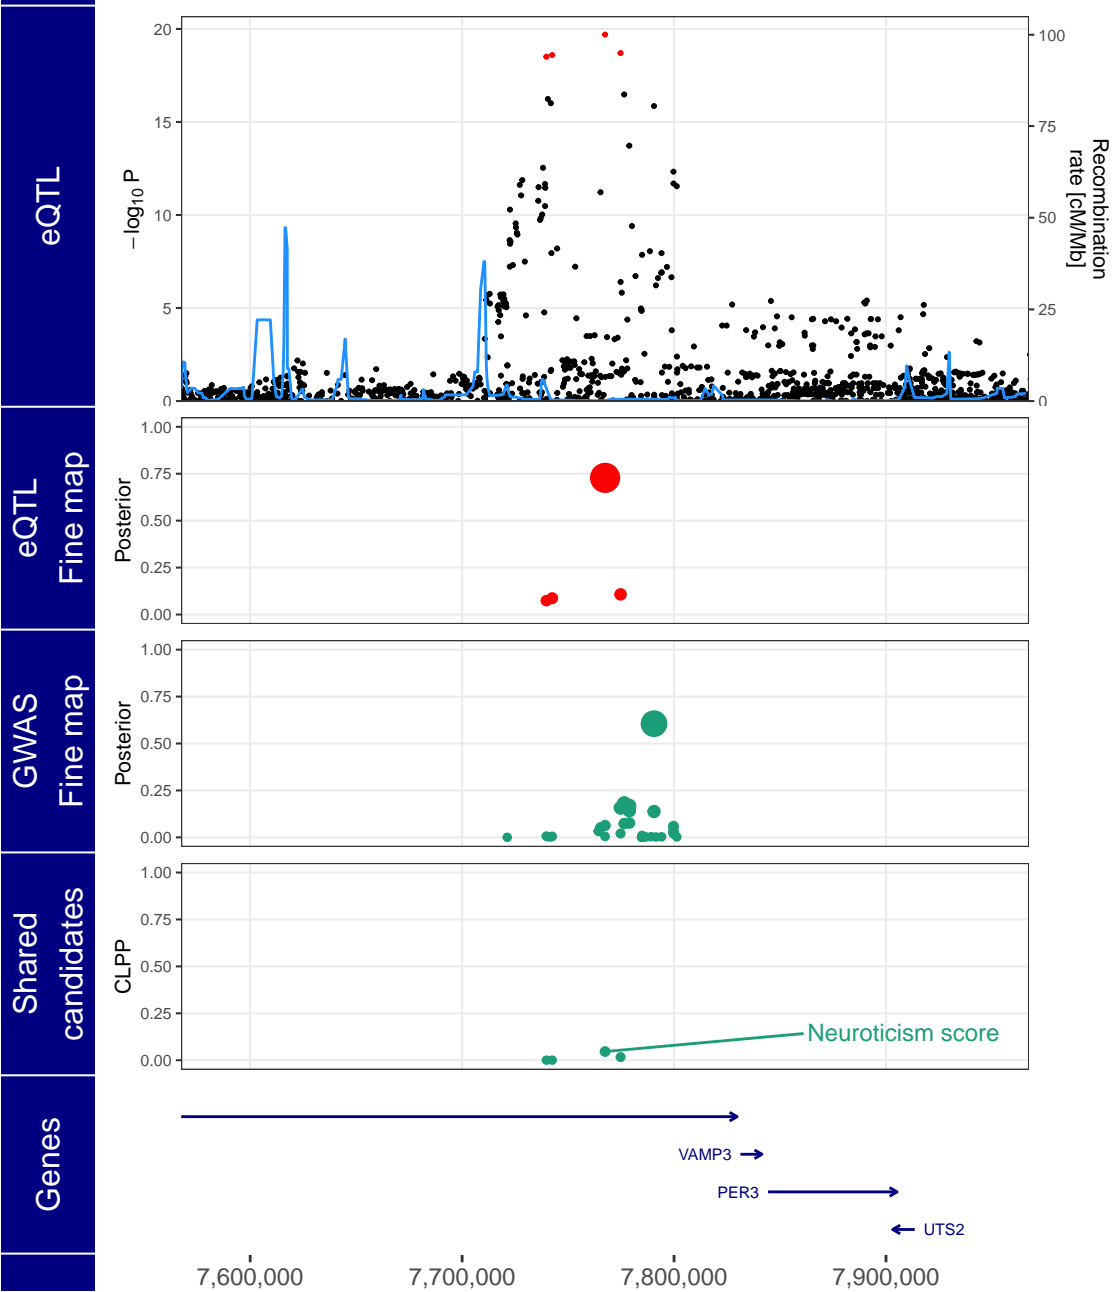 eQTL
20
15
10
5
0
−log10 P
100
75
50
25
0
Recombination
rate [cM/Mb]
eQTL
Fine map
1.00
0.75
0.50
0.25
0.00
Posterior
GWAS
Fine map
1.00
0.75
0.50
0.25
0.00
Posterior
Shared
candidates
1.00
0.75
0.50
0.25
0.00
CLPP
Neuroticism score
Genes
VAMP3
PER3
UTS2
7,600,000
7,700,000
7,800,000
7,900,000